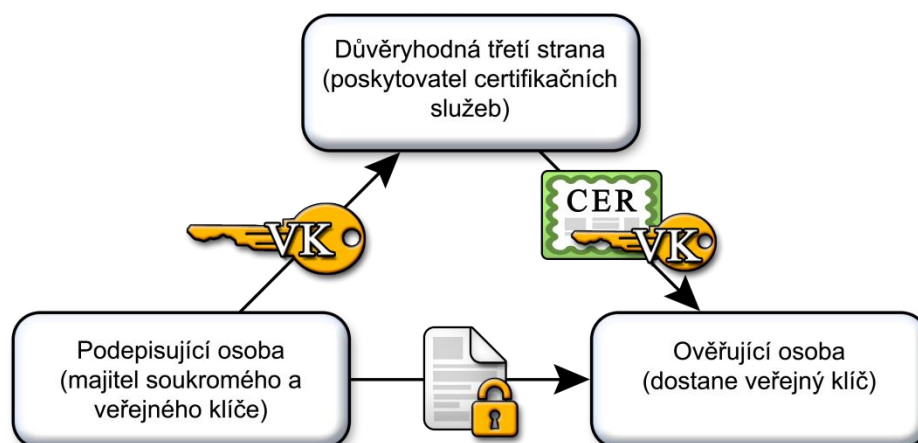 Důvěryhodná třetí strana
(poskytovatel certifikačních
služeb)
VK
CER
VK
Podepisující osoba
(majitel soukromého a
veřejného klíče)
Ověřující osoba
(dostane veřejný klíč)